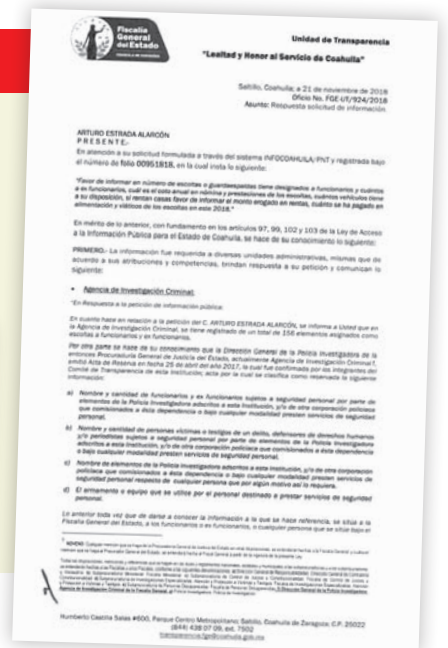 Fiscalía
General
del Estado
Unidad de Transparencia
"Lealtad y Honor al Servicio de Coahuila"
Saltillo, Coahuila; a 21 de noviembre de 2018
Oficio No. FGE-UT/924/2018
Asunto: Respuesta solicitud de información.
ARTURO ESTRADA ALARCÓN
P R E S E N T E.-
En atención a su solicitud formulada a través del sistema INFOCOAHUILA/PNT y registrada bajo
el número de folio 00951818, en la cual insta lo siguiente:
"Favor de informar en número de escoltas o guardaespaldas tiene designados a funcionarios y cuántos
a ex funcionarios, cuál es el coto anual en nómina y prestaciones de los escoltas, cuántos vehículos tiene
a su disposición, si rentan casas favor de informar el monto erogado en rentas, cuánto se ha pagado en
alimentación y viáticos de los escoltas en este 2018."
En mérito de lo anterior, con fundamento en los artículos 97, 99, 102 y 103 de la Ley de Acceso
a la Información Pública para el Estado de Coahuila, se hace de su conocimiento lo siguiente:
PRIMERO.- La información fue requerida a diversas unidades administrativas, mismas que de
acuerdo a sus atribuciones y competencias, brindan respuesta a su petición y comunican lo
siguiente:
• Agencia de Investigación Criminal:
"En Respuesta a la petición de información pública:
En cuanto hace en relación a la petición del C. ARTURO ESTRADA ALARCÓN, se informa a Usted que en
la Agencia de Investigación Criminal, se tiene registrado de un total de 156 elementos asignados como
escoltas a funcionarios y ex funcionarios.
Por otra parte se hace de su conocimiento que la Dirección General de la Policía Investigadora de la
entonces Procuraduría General de Justicia del Estado, actualmente Agencia de Investigación Criminal¹,
emitió Acta de Reserva en fecha 25 de abril del año 2017, la cual fue confirmada por los integrantes del
Comité de Transparencia de esta Institución, acto por la cual se clasifica como reservada la siguiente
información:
a) Nombre y cantidad de funcionarios y ex funcionarios sujetos a seguridad personal por parte de
elementos de la Policía Investigadora adscritos a esta Institución, y/o de otra corporación policiaca
que comisionados a ésta dependencia o bajo cualquier modalidad presten servicios de seguridad
personal.
b) Nombre y cantidad de personas víctimas o testigos de un delito, defensores de derechos humanos
y/o periodistas sujetos a seguridad personal por parte de elementos de la Policía Investigadora
adscritos a esta Institución, y/o de otra corporación policiaca que comisionados a ésta dependencia
o bajo cualquier modalidad presten servicios de seguridad personal.
c) Nombre de elementos de la Policía Investigadora adscritos a esta institución, y/o de otra corporación
policiaca que comisionados a ésta dependencia o bajo cualquier modalidad presten servicios de
seguridad personal respecto de cualquier persona que por algún motivo así lo requiera.
d) El armamento o equipo que se utilice por el personal destinado a prestar servicios de seguridad
personal.
Lo anterior toda vez que de darse a conocer la información a la que se hace referencia, se sitúa a la
Fiscalía General del Estado, a los funcionarios o ex funcionarios, o cualquier personas que se sitúe bajo el
Humberto Castilla Salas #600, Parque Centro Metropolitano; Saltillo, Coahuila de Zaragoza; C.P. 25022
(844) 438 07 09, ext. 7502
transparencia.fge@coahuila.gob.mx